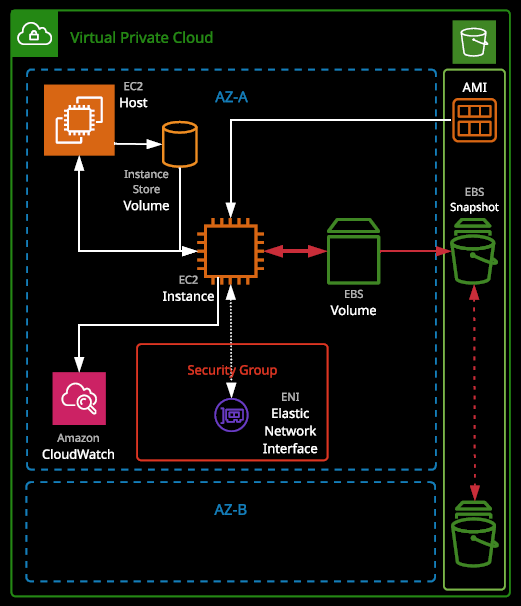 Virtual Private Cloud
AZ-A
EC2
Host
Instance
Store
Volume
AMI
EBS
Snapshot
EC2
Instance
EBS
Volume
Security Group
ENI
Elastic
Network
Interface
Amazon
CloudWatch
AZ-B